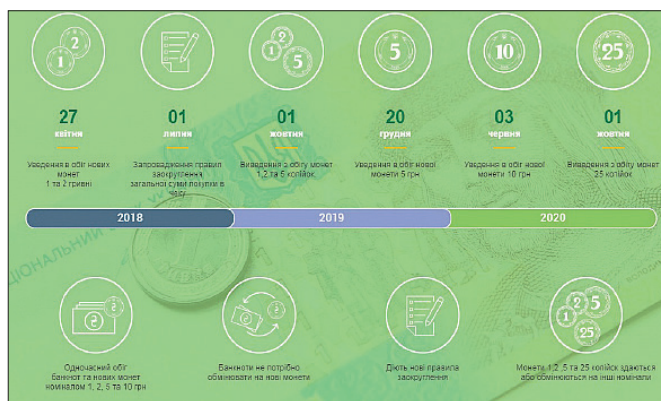 27
квітня
Уведення в обіг нових
монет
1 та 2 гривні
01
липня
Запровадження правил
заокруглення
загальної суми покупки в
чеку
01
жовтня
Виведення з обігу монет
1,2 та 5 копійок
20
грудня
Уведення в обіг нової
монети 5 грн
03
червня
Уведення в обіг нової
монети 10 грн
01
жовтня
Виведення з обігу монет
25 копійок
2018
2019
2020
Одночасний обіг
банкнот та нових монет
номіналом 1, 2, 5 та 10 грн
Банкноти не потрібно
обмінювати на нові монети
Діють нові правила
заокруглення
Монети 1,2 ,5 та 25 копійок здаються
або обмінюються на інші номінали